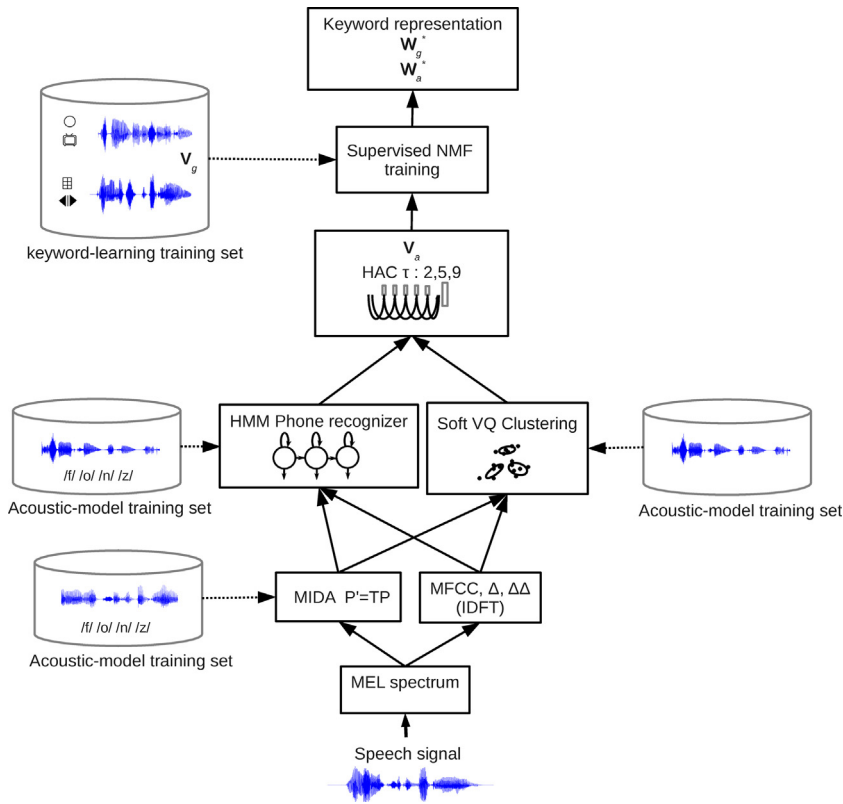 Keyword representation
W_g*
W_a*
V_g
Supervised NMF
training
keyword-learning training set
V_a
HAC τ : 2,5,9
HMM Phone recognizer
Soft VQ Clustering
/f/ /o/ /n/ /z/
Acoustic-model training set
Acoustic-model training set
MIDA P'=TP
MFCC, Δ, ΔΔ
(IDFT)
/f/ /o/ /n/ /z/
Acoustic-model training set
MEL spectrum
Speech signal